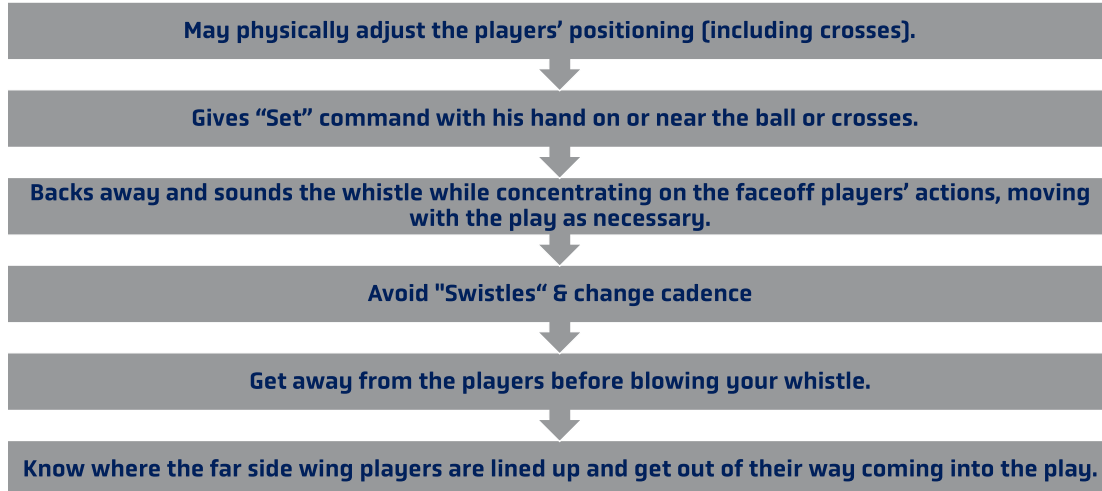 May physically adjust the players’ positioning (including crosses).
Gives “Set” command with his hand on or near the ball or crosses.
Backs away and sounds the whistle while concentrating on the faceoff players’ actions, moving
with the play as necessary.
Avoid "Swistles“ & change cadence
Get away from the players before blowing your whistle.
Know where the far side wing players are lined up and get out of their way coming into the play.